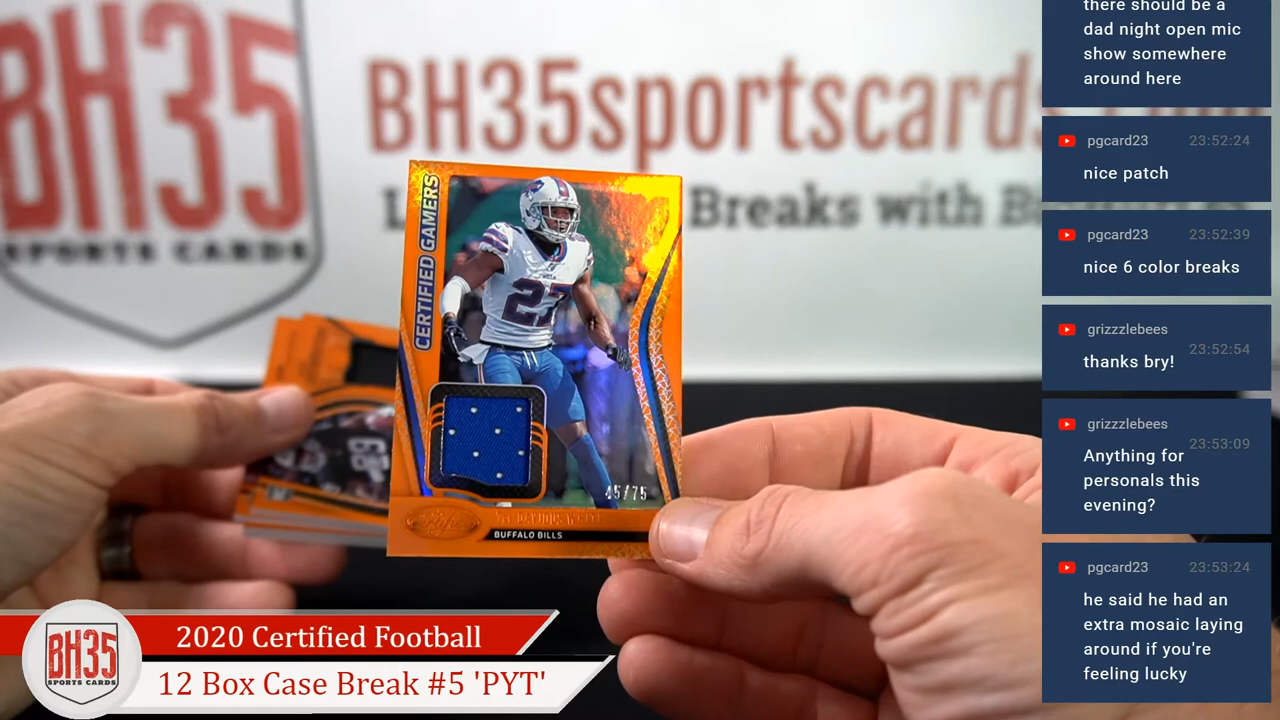 BH35
SPORTS CARDS
BH35sportscards
Breaks with
CERTIFIED GAMERS
27
45/75
BUFFALO BILLS
BH35
SPORTS CARDS
2020 Certified Football
12 Box Case Break #5 'PYT'
there should be a
dad night open mic
show somewhere
around here
pgcard23 23:52:24
nice patch
pgcard23 23:52:39
nice 6 color breaks
grizzzlebees 23:52:54
thanks bry!
grizzzlebees 23:53:09
Anything for
personals this
evening?
pgcard23 23:53:24
he said he had an
extra mosaic laying
around if you're
feeling lucky